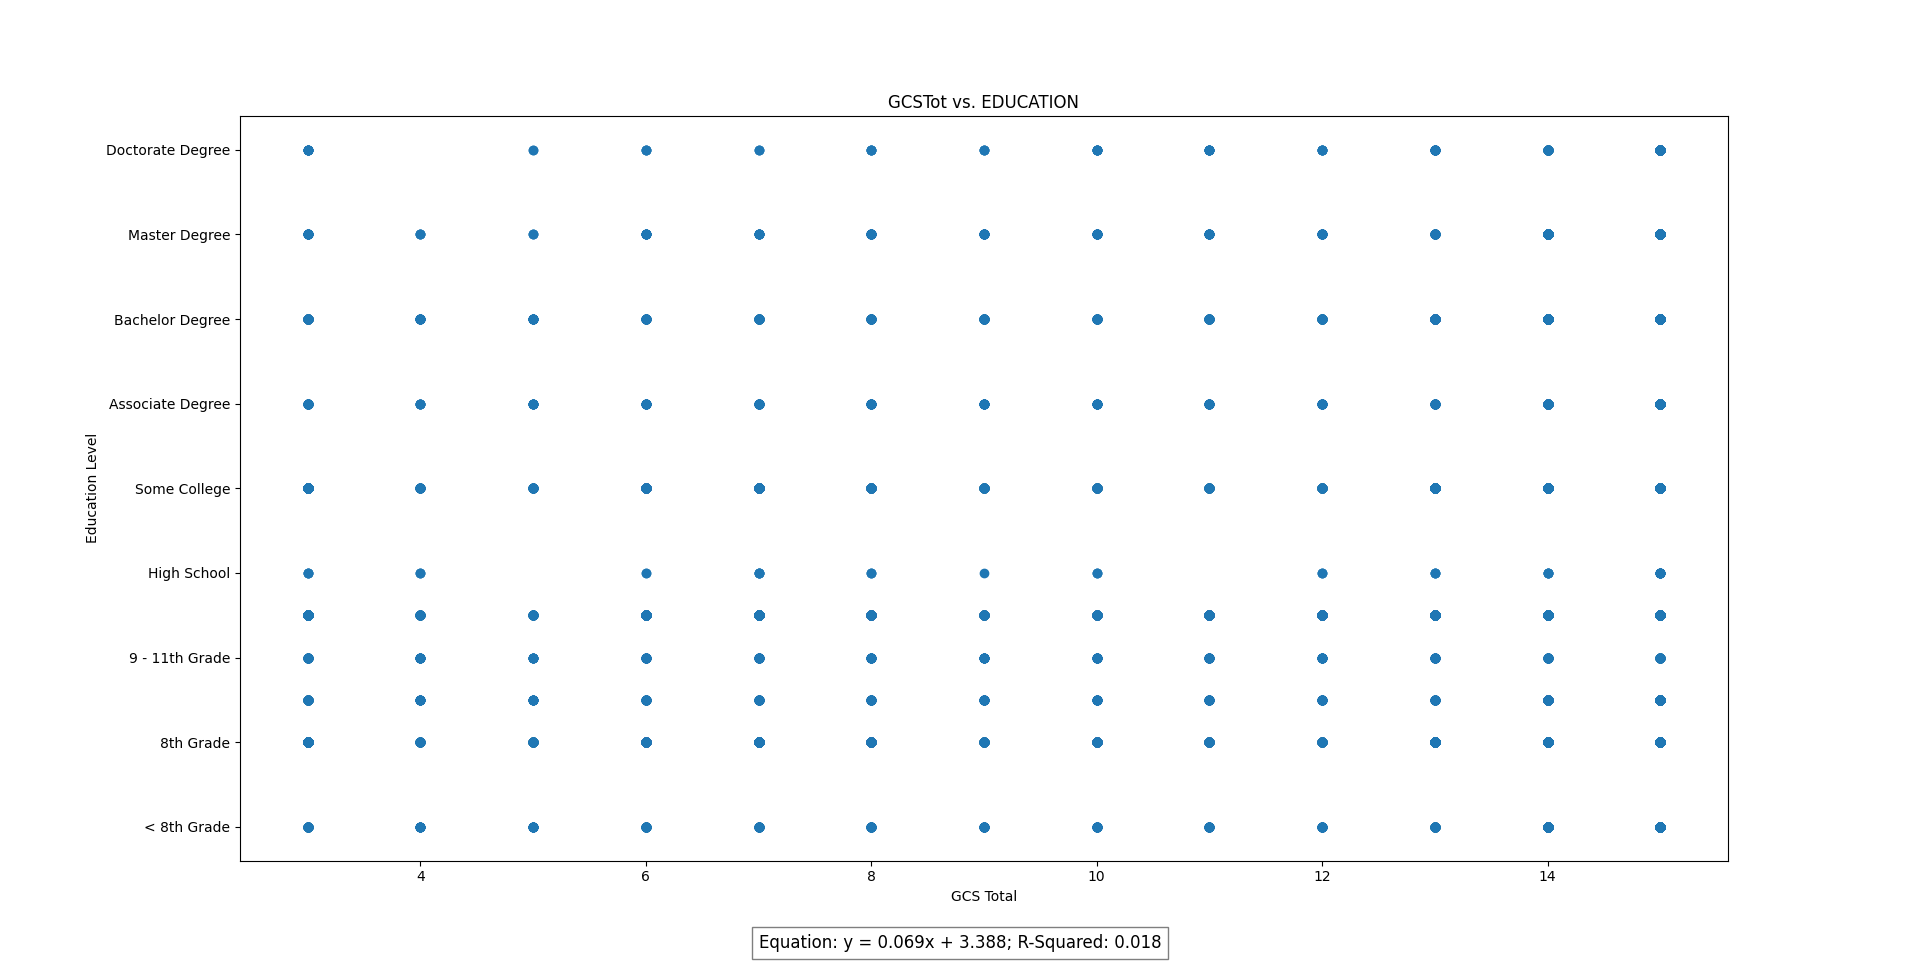 GCSTot vs. EDUCATION
Doctorate Degree
Master Degree
Bachelor Degree
Associate Degree
Some College
High School
9 - 11th Grade
8th Grade
< 8th Grade
Education Level
4 6 8 10 12 14
GCS Total
Equation: y = 0.069x + 3.388; R-Squared: 0.018